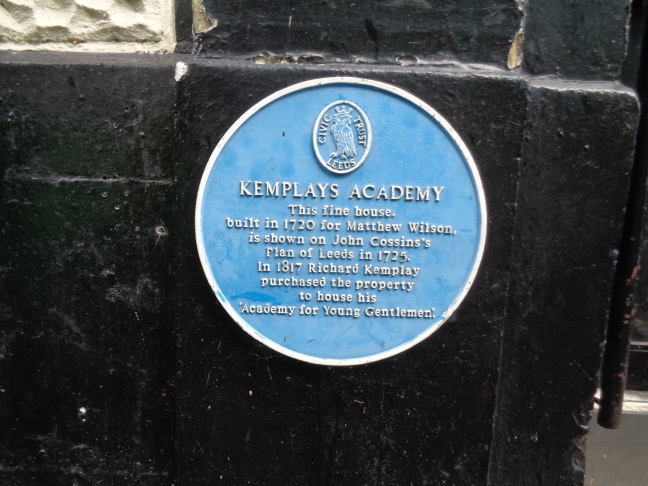 CIVIC TRUST
LEEDS
KEMPLAYS ACADEMY
This fine house,
built in 1720 for Matthew Wilson,
is shown on John Cossins's
Plan of Leeds in 1725.
In 1817 Richard Kemplay
purchased the property
to house his
'Academy for Young Gentlemen'.